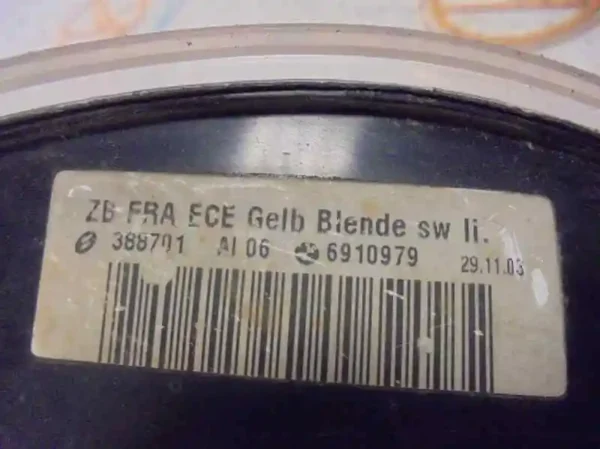 ZB FRA ECE Gelb Blende sw li.
388701 AI 06 6910979 29.11.03